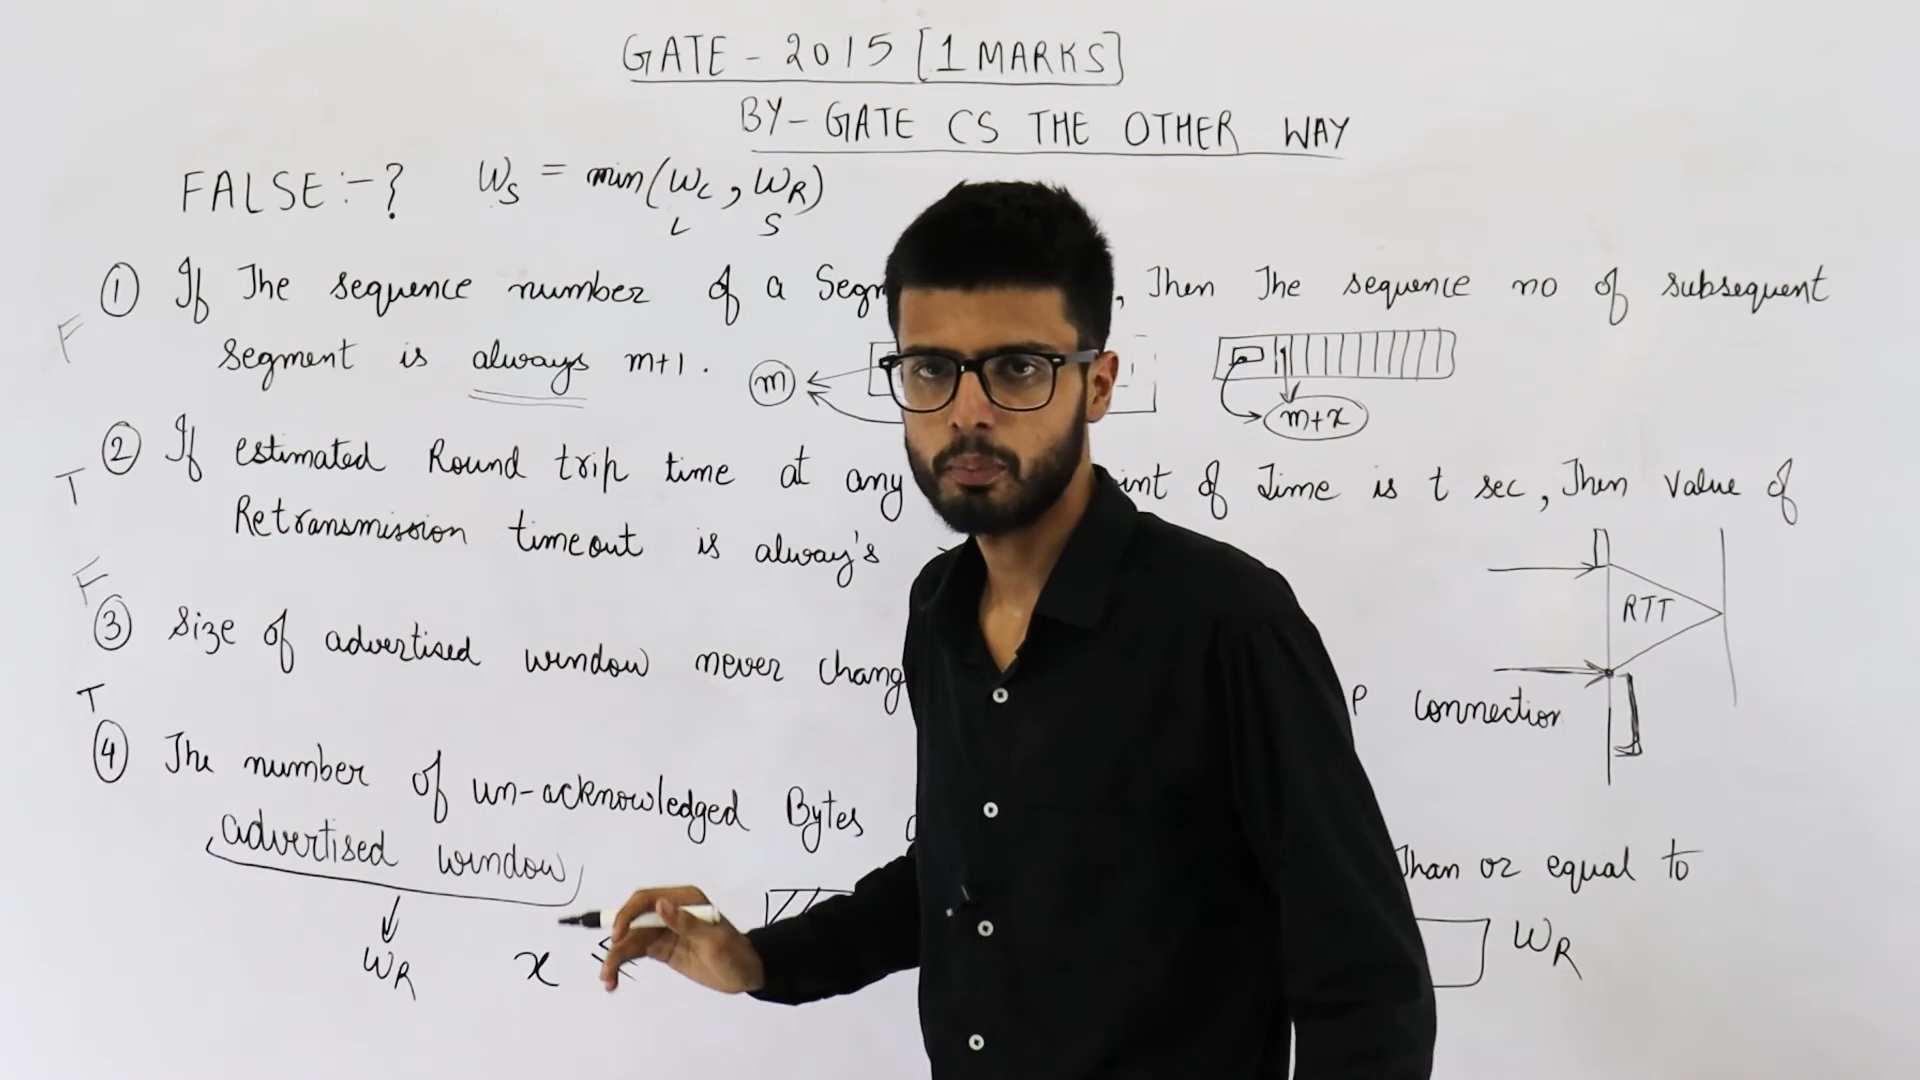 GATE - 2015 [1 MARKS]
BY- GATE CS THE OTHER WAY
FALSE:-? WS = min(WC, WR)
L S
① If The sequence number of a Seg , Then The sequence no of subsequent
F
segment is always m+1. m
m+x
② If estimated Round trip time at any int of Time is t sec, Then value of
T
Retransmission timeout is alway's
RTT
F
③ Size of advertised window never chang P connection
T
④ The number of un-acknowledged Bytes Than or equal to
advertised window
WR x ≤ WR